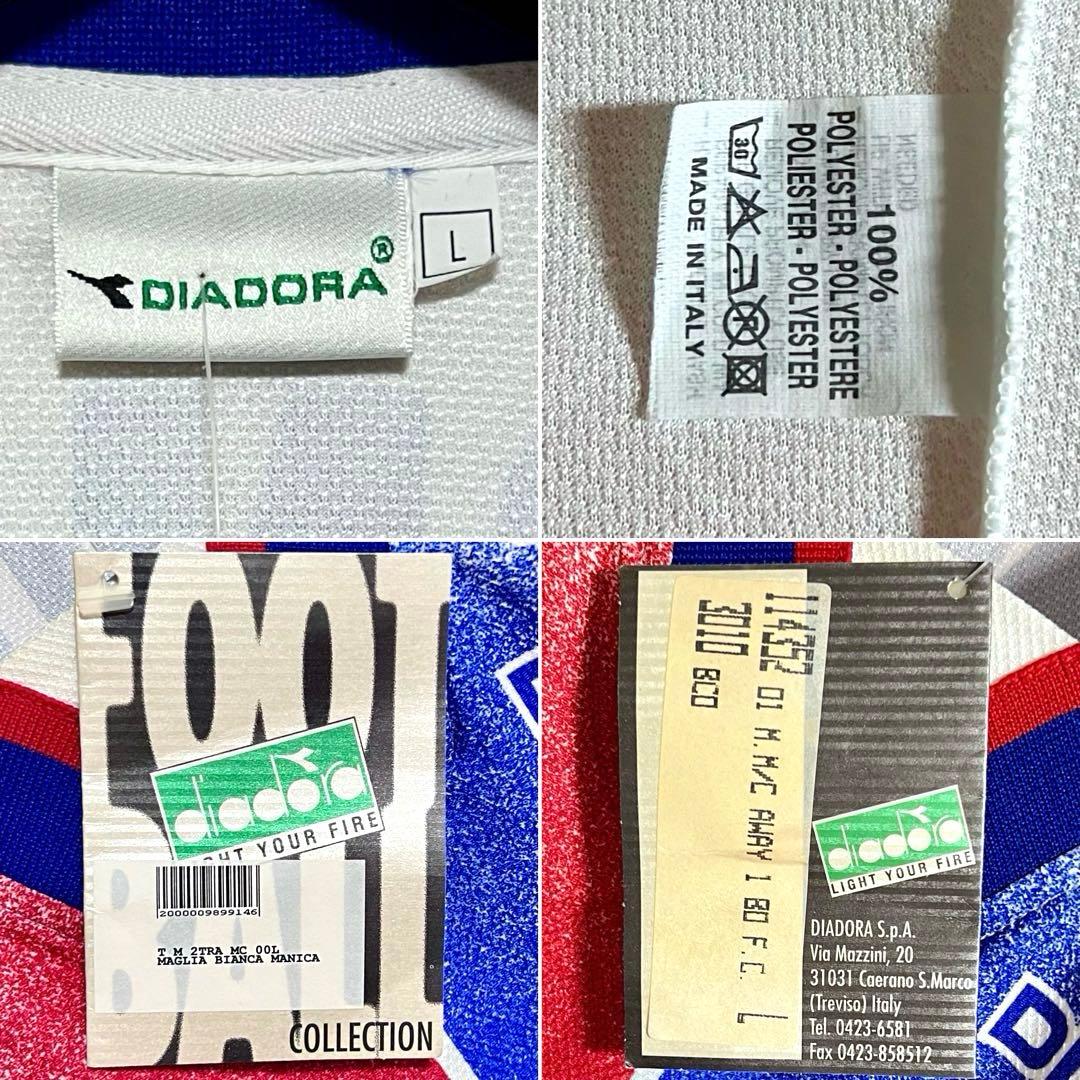 DIADORA®
L
100%
POLYESTER - POLYESTERE
POLIESTER - POLYESTER
30
MADE IN ITALY
FOOT
BALL
diadora
LIGHT YOUR FIRE
2000009899146
T M 2TRA MC 00L
MAGLIA BIANCA MANICA
COLLECTION
114352 01 M.M/C AWAY 1 BO F.C. L
3010 BCO
diadora
LIGHT YOUR FIRE
DIADORA S.p.A.
Via Mazzini, 20
31031 Caerano S.Marco
(Treviso) Italy
Tel. 0423-6581
Fax 0423-858512
D